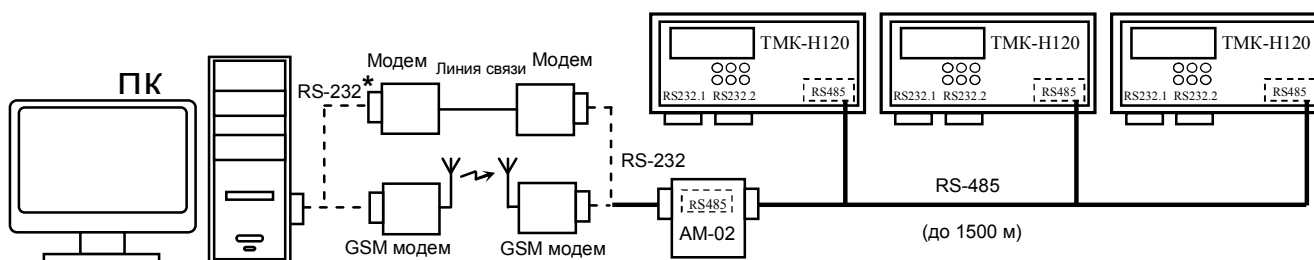 ПК
RS-232*
Модем
Линия связи
Модем
GSM модем
GSM модем
RS-232
RS485
АМ-02
ТМК-Н120
RS232.1 RS232.2
RS485
ТМК-Н120
RS232.1 RS232.2
RS485
ТМК-Н120
RS232.1 RS232.2
RS485
RS-485
(до 1500 м)